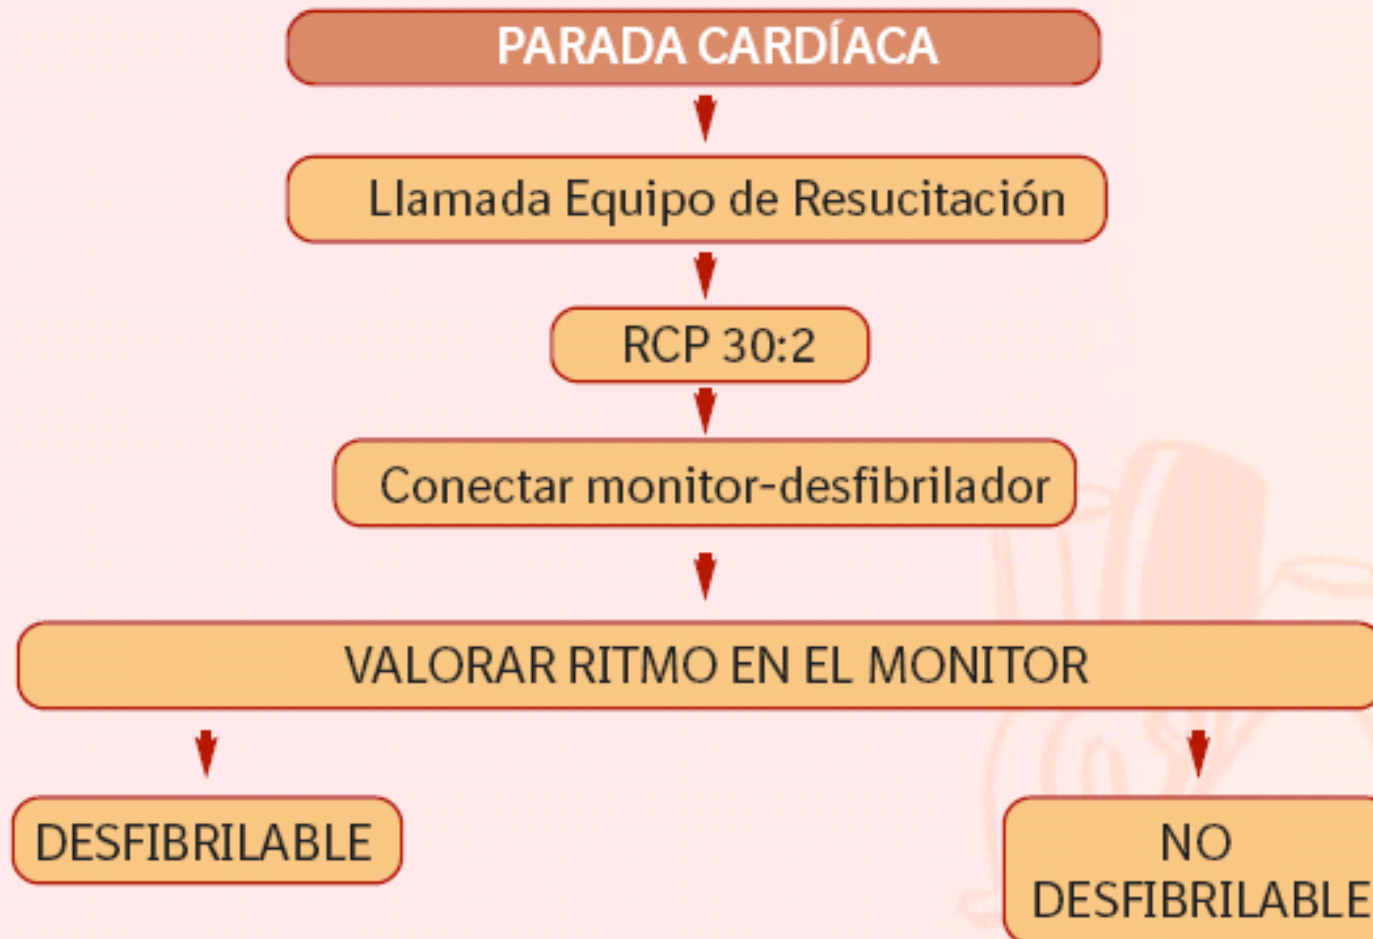 PARADA CARDÍACA
Llamada Equipo de Resucitación
RCP 30:2
Conectar monitor-desfibrilador
VALORAR RITMO EN EL MONITOR
DESFIBRILABLE
NO
DESFIBRILABLE